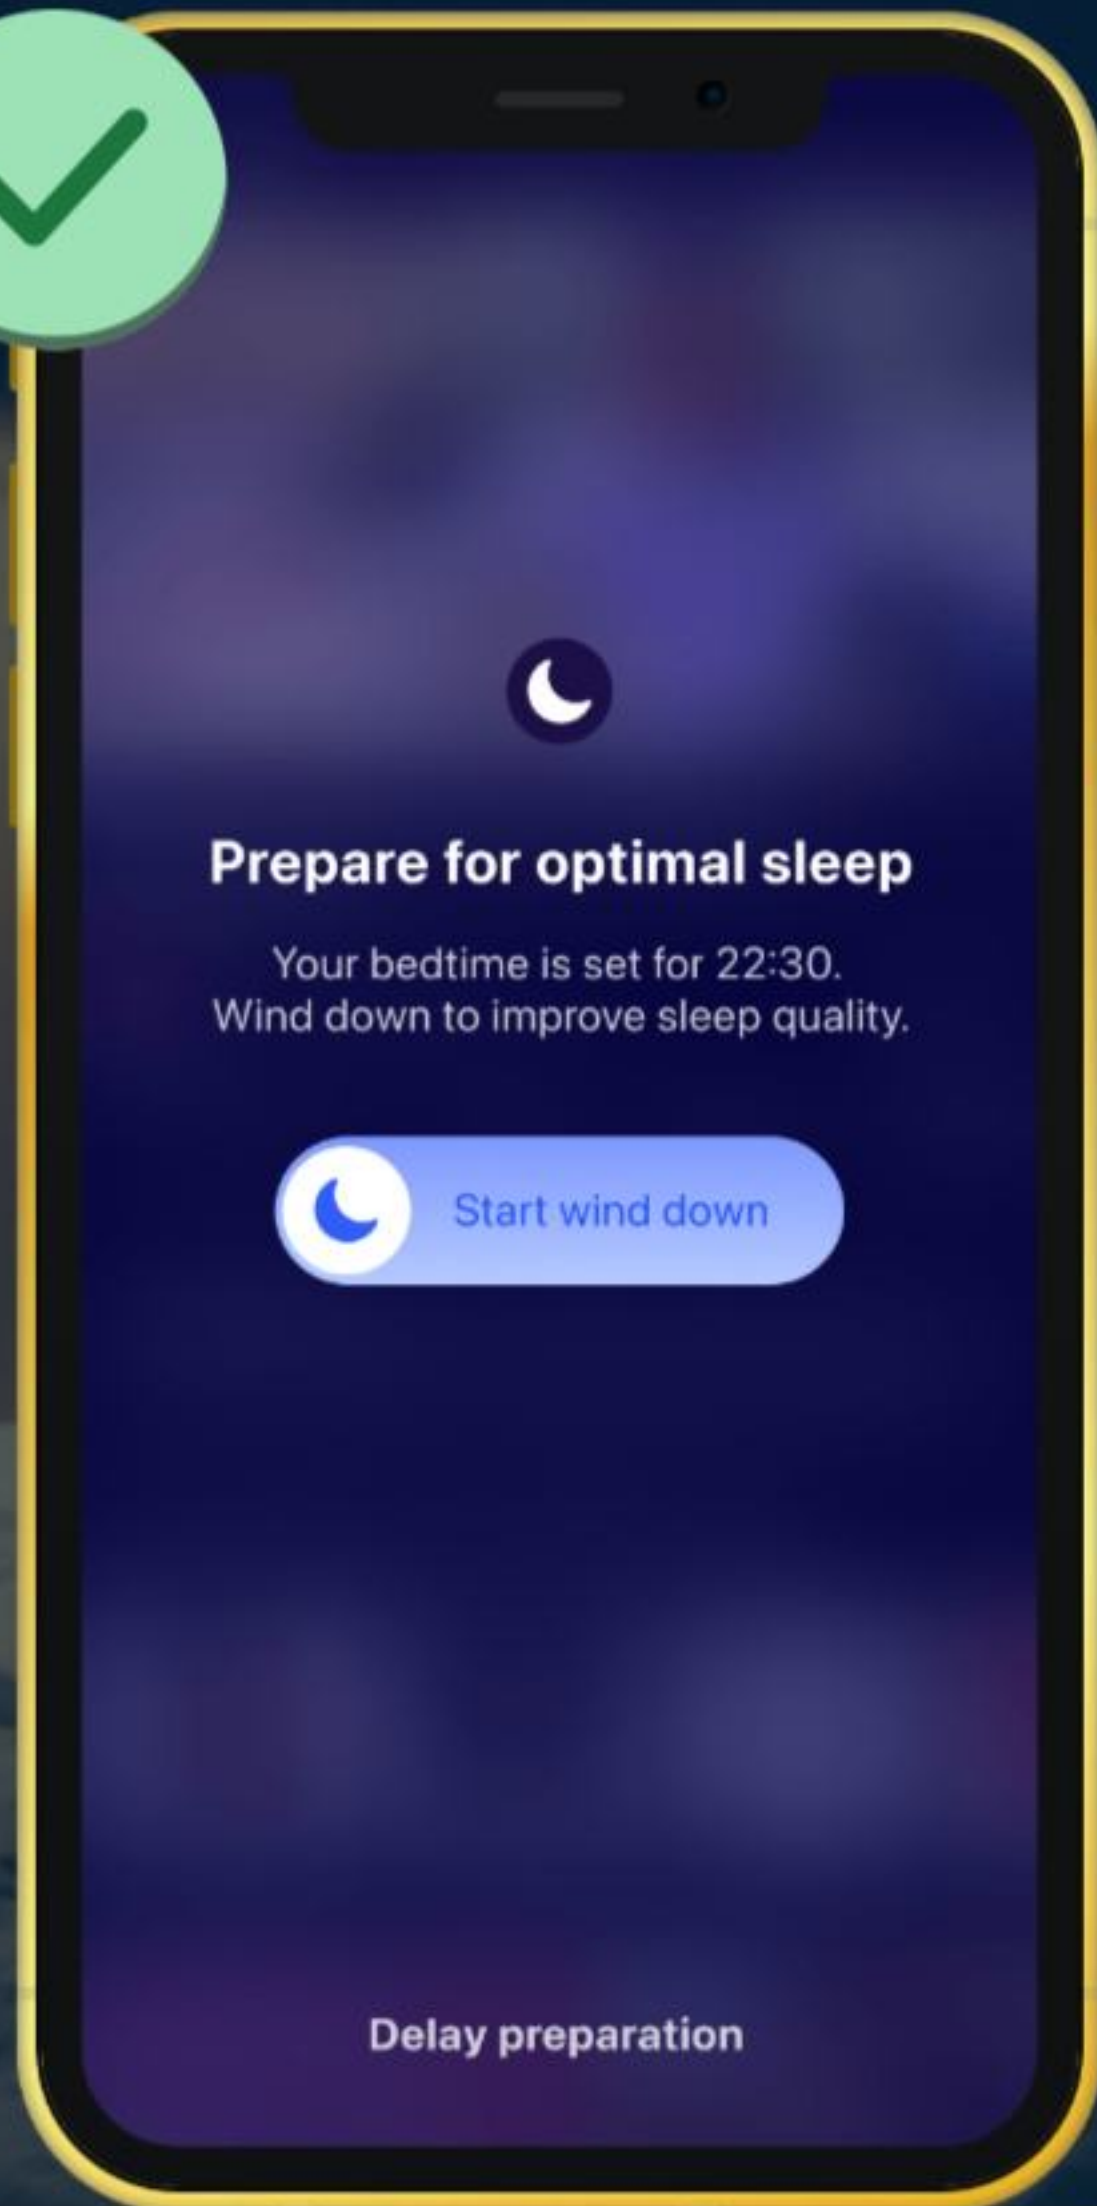 Prepare for optimal sleep
Your bedtime is set for 22:30.
Wind down to improve sleep quality.
Start wind down
Delay preparation